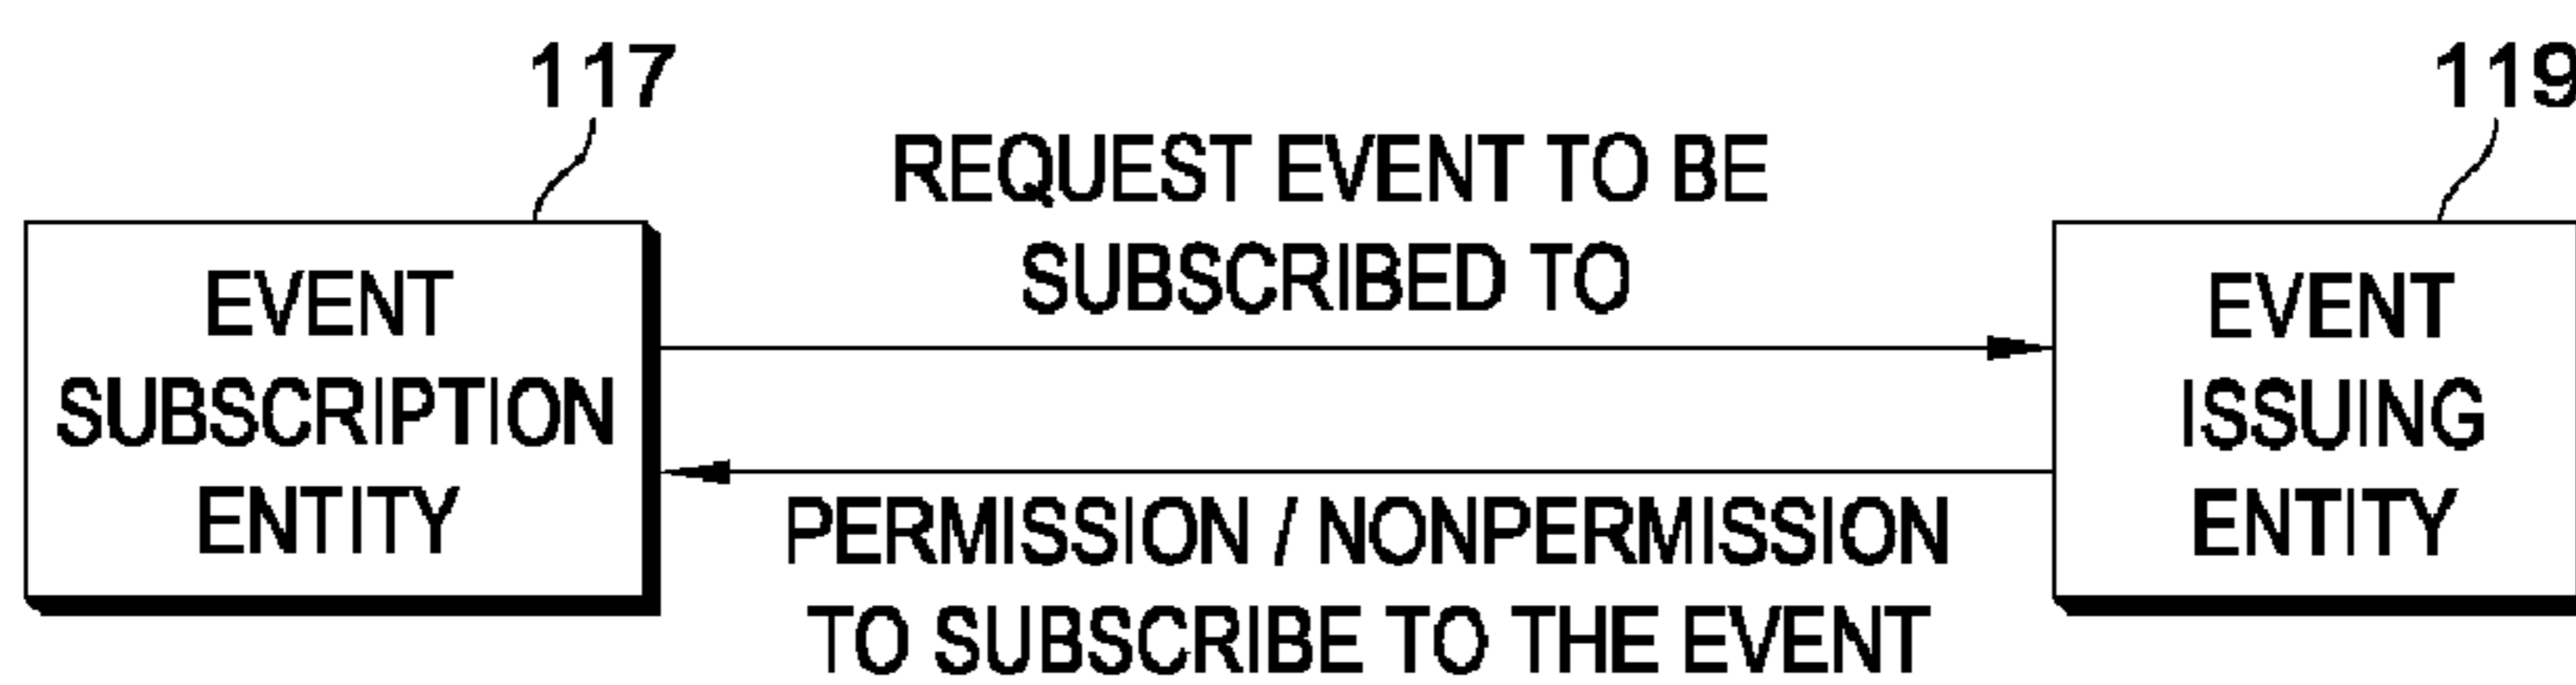 117
119
REQUEST EVENT TO BE
SUBSCRIBED TO
EVENT
SUBSCRIPTION
ENTITY
EVENT
ISSUING
ENTITY
PERMISSION / NONPERMISSION
TO SUBSCRIBE TO THE EVENT